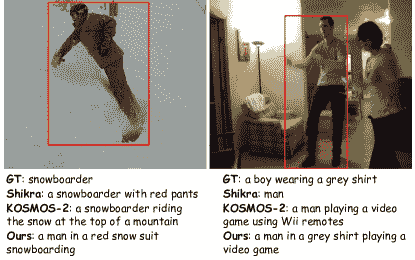 GT: snowboarder
Shikra: a snowboarder with red pants
KOSMOS-2: a snowboarder riding
the snow at the top of a mountain
Ours: a man in a red snow suit
snowboarding
GT: a boy wearing a grey shirt
Shikra: man
KOSMOS-2: a man playing a video
game using Wii remotes
Ours: a man in a grey shirt playing a
video game